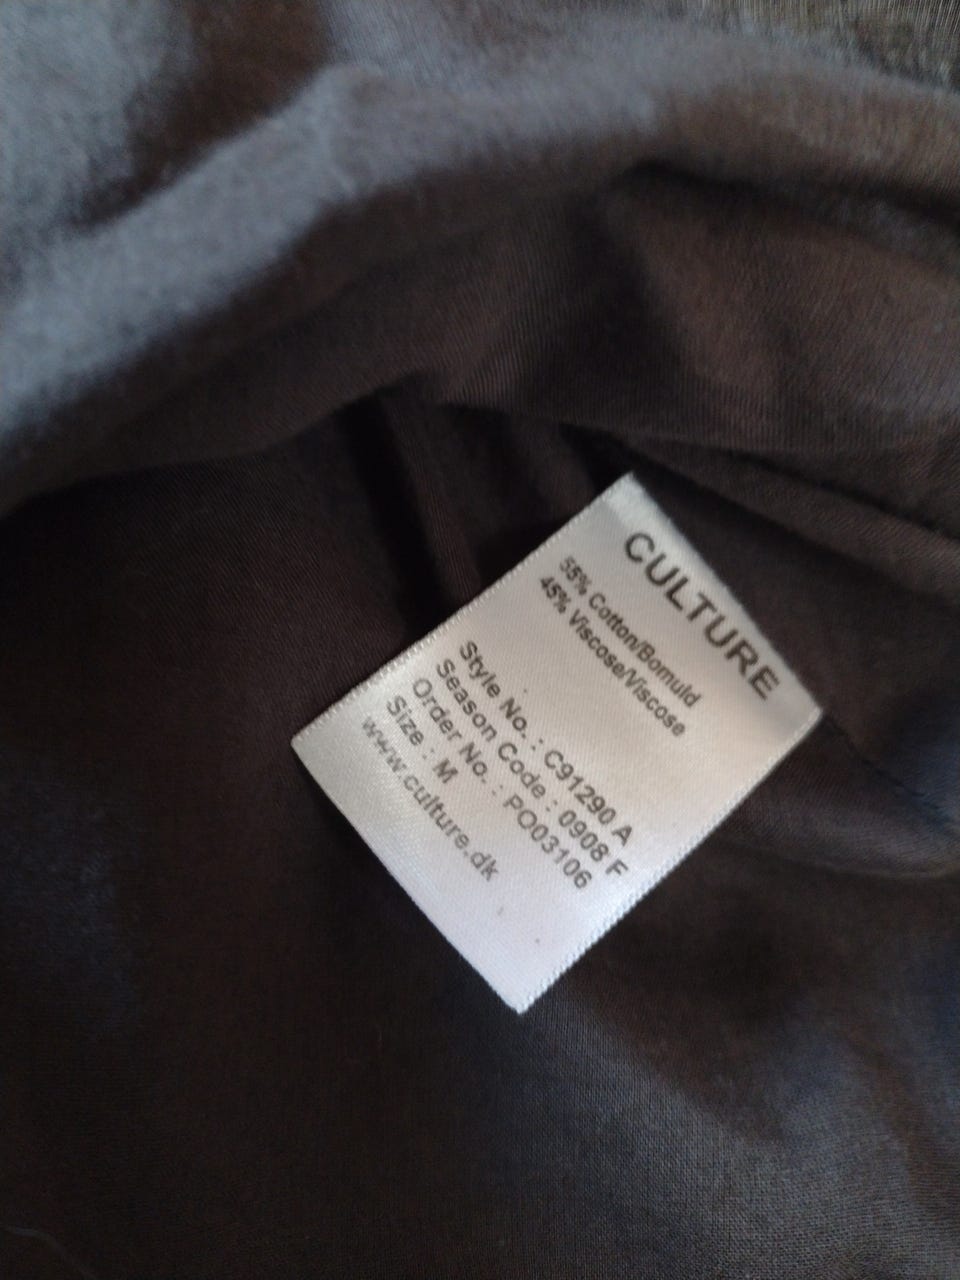 CULTURE
55% Cotton/Bomuld
45% Viscose/Viscose
Style No. : C91290 A
Season Code : 0908 F
Order No. : PO03106
Size : M
www.culture.dk